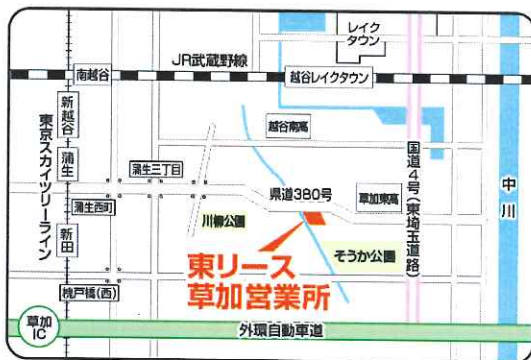 レイク
タウン
JR武蔵野線
南越谷
越谷レイクタウン
新越谷
東京スカイツリーライン
蒲生
越谷南高
国道4号(東埼玉道路)
中川
蒲生三丁目
県道380号
草加東高
蒲生西町
川柳公園
新田
東リース
草加営業所
そうか公園
槐戸橋(西)
草加
IC
外環自動車道